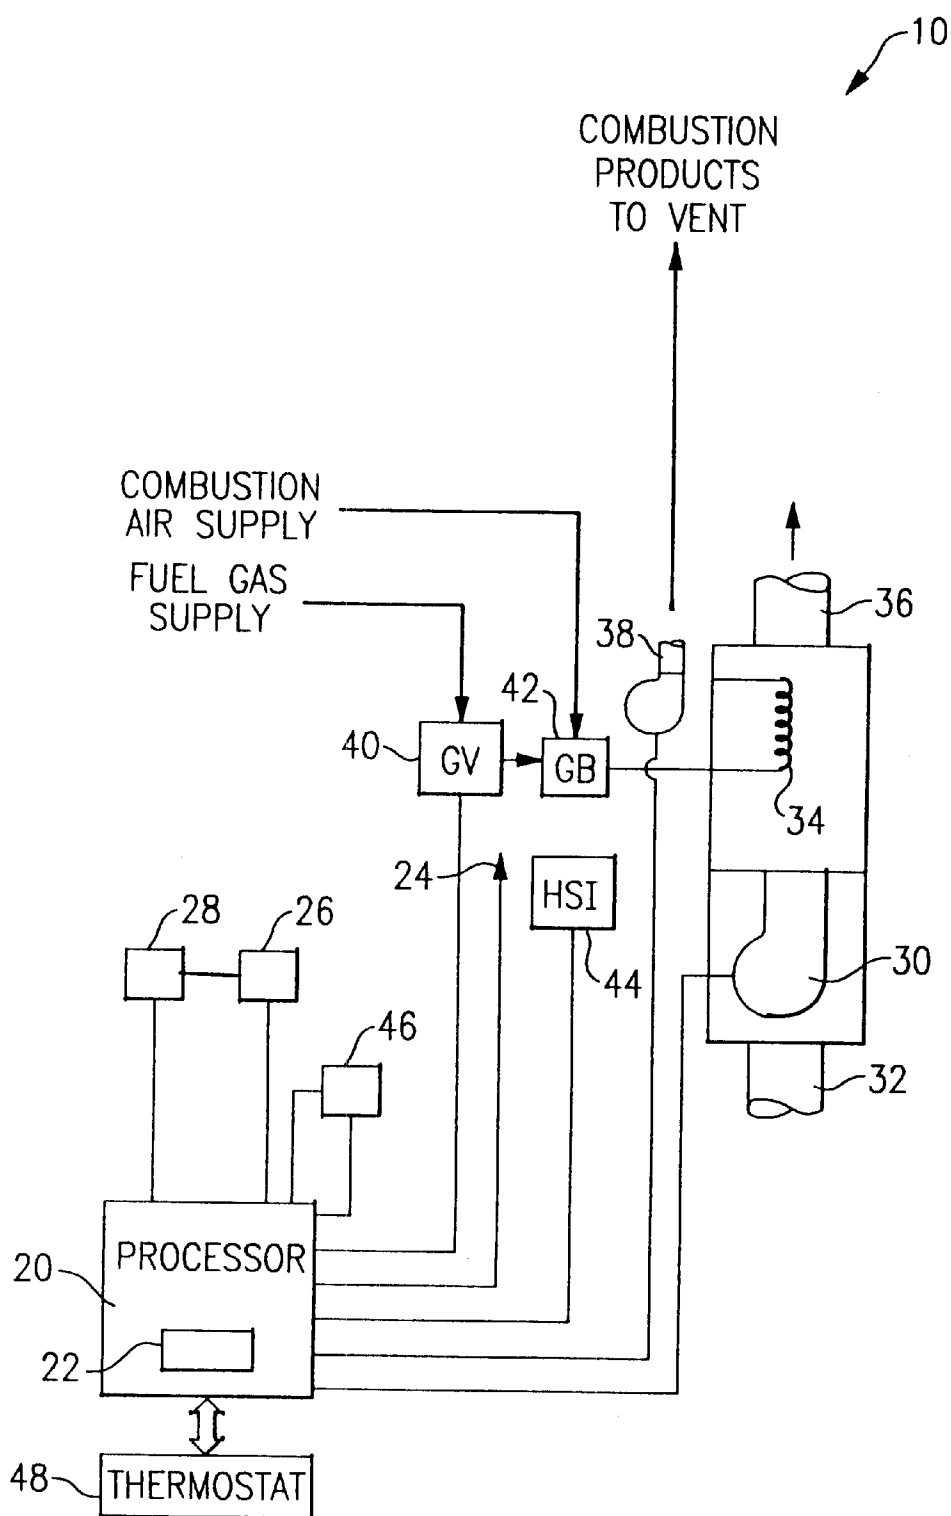 10
COMBUSTION
PRODUCTS
TO VENT
COMBUSTION
AIR SUPPLY
FUEL GAS
SUPPLY
36
38
42
40
GV
GB
34
24
HSI
28
26
30
44
46
32
PROCESSOR
20
22
48
THERMOSTAT